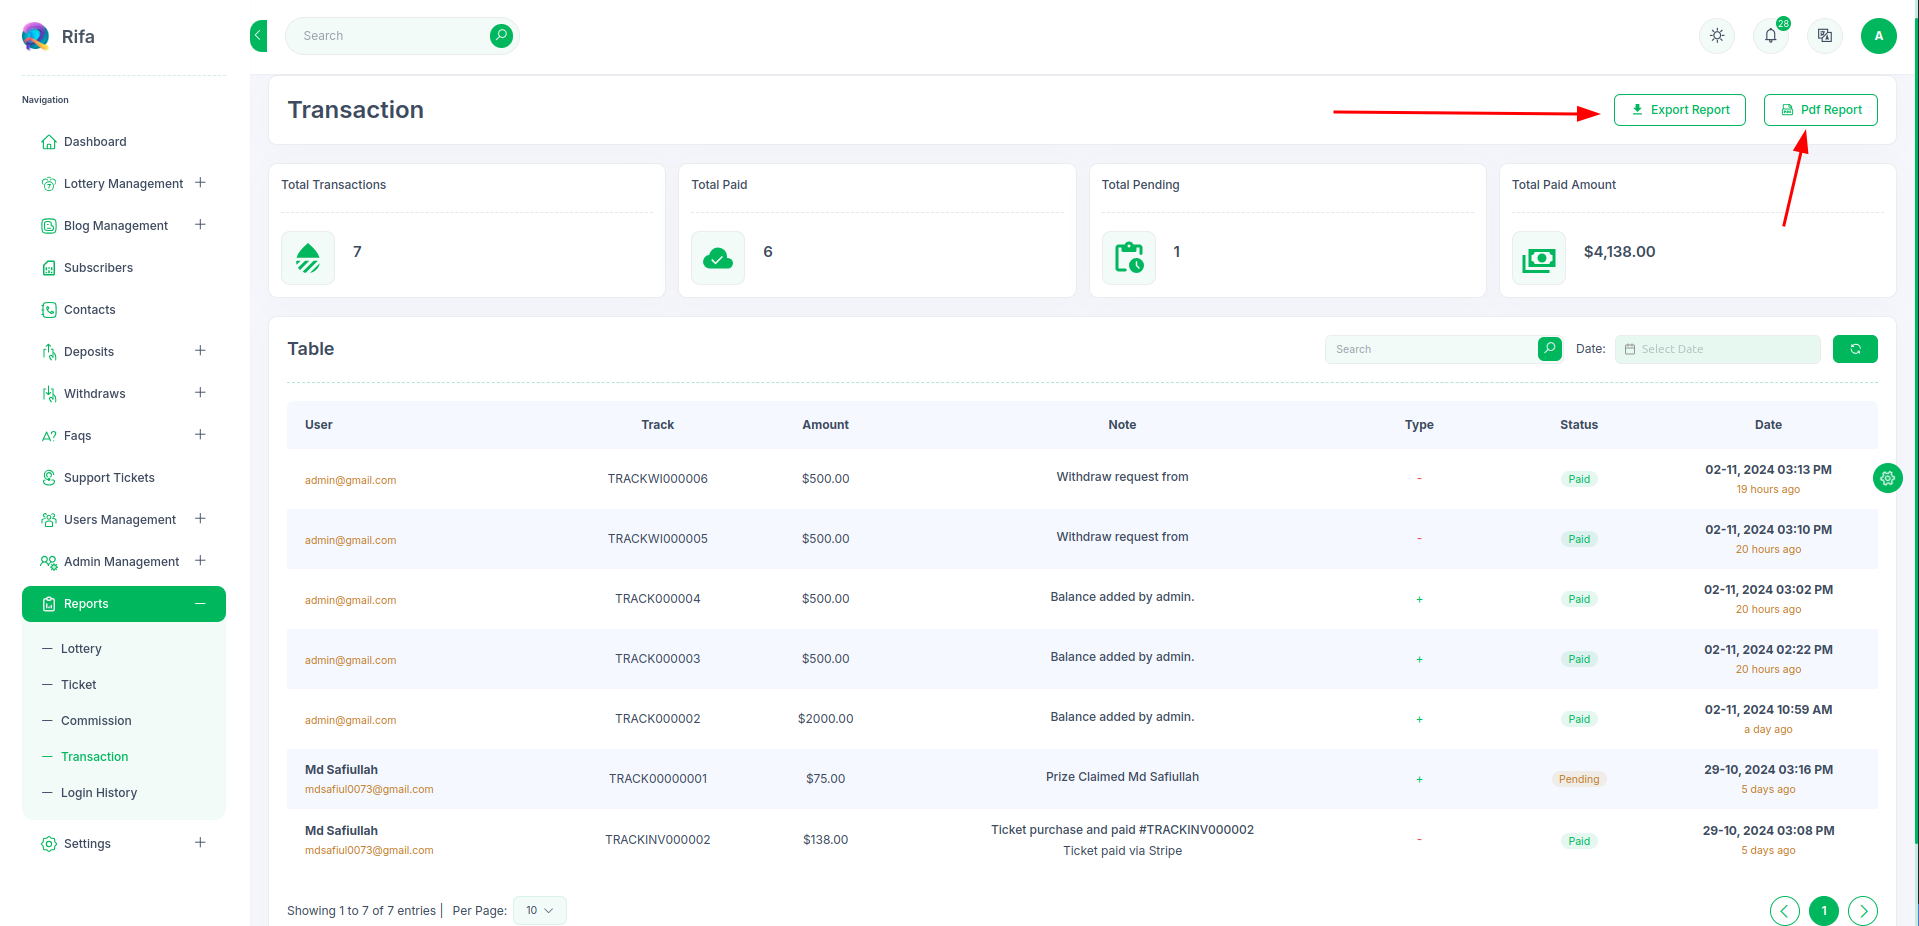 Rifa
Search
28
A
Navigation
Dashboard
Lottery Management
Blog Management
Subscribers
Contacts
Deposits
Withdraws
Faqs
Support Tickets
Users Management
Admin Management
Reports
Lottery
Ticket
Commission
Transaction
Login History
Settings
Transaction
Export Report
Pdf Report
Total Transactions
7
Total Paid
6
Total Pending
1
Total Paid Amount
$4,138.00
Table
Search
Date:
Select Date
User Track Amount Note Type Status Date
admin@gmail.com TRACKWI000006 $500.00 Withdraw request from - Paid 02-11, 2024 03:13 PM
19 hours ago
admin@gmail.com TRACKWI000005 $500.00 Withdraw request from - Paid 02-11, 2024 03:10 PM
20 hours ago
admin@gmail.com TRACK000004 $500.00 Balance added by admin. + Paid 02-11, 2024 03:02 PM
20 hours ago
admin@gmail.com TRACK000003 $500.00 Balance added by admin. + Paid 02-11, 2024 02:22 PM
20 hours ago
admin@gmail.com TRACK000002 $2000.00 Balance added by admin. + Paid 02-11, 2024 10:59 AM
a day ago
Md Safiullah TRACK00000001 $75.00 Prize Claimed Md Safiullah + Pending 29-10, 2024 03:16 PM
mdsafiul0073@gmail.com 5 days ago
Md Safiullah TRACKINV000002 $138.00 Ticket purchase and paid #TRACKINV000002 - Paid 29-10, 2024 03:08 PM
mdsafiul0073@gmail.com Ticket paid via Stripe 5 days ago
Showing 1 to 7 of 7 entries Per Page: 10
1